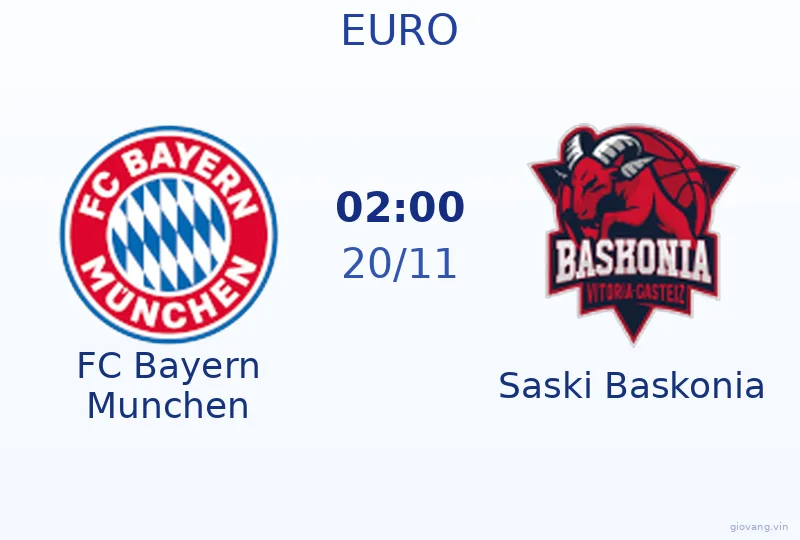 EURO
FC BAYERN
MÜNCHEN
02:00
20/11
BASKONIA
VITORIA-GASTEIZ
FC Bayern
Munchen
Saski Baskonia
giovang.vin